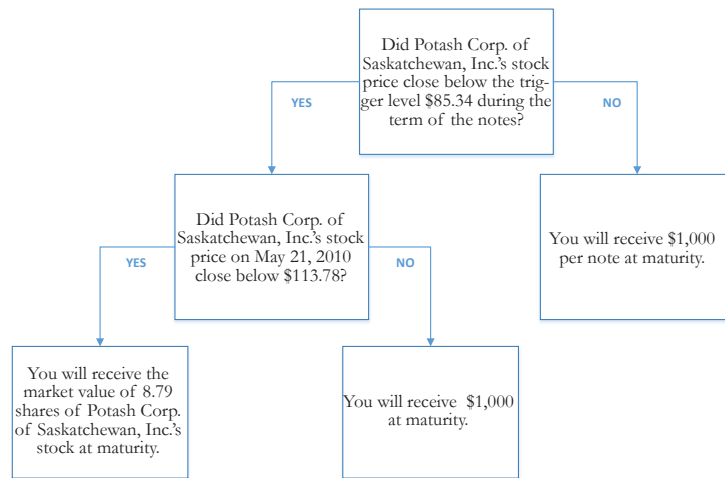 Did Potash Corp. of
Saskatchewan, Inc.'s stock
price close below the trig-
ger level $85.34 during the
term of the notes?
YES
NO
Did Potash Corp. of
Saskatchewan, Inc.'s stock
price on May 21, 2010
close below $113.78?
You will receive $1,000
per note at maturity.
YES
NO
You will receive the
market value of 8.79
shares of Potash Corp.
of Saskatchewan, Inc.'s
stock at maturity.
You will receive $1,000
at maturity.